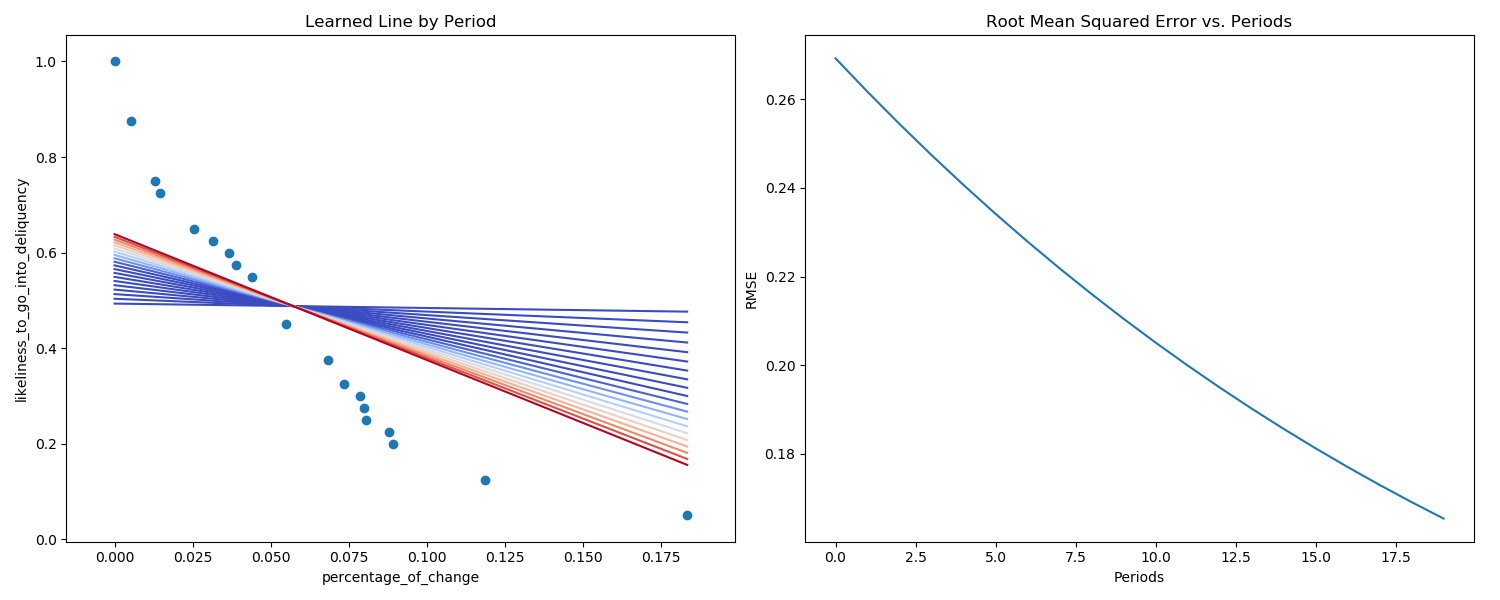 Learned Line by Period
1.0
0.8
0.6
0.4
0.2
0.0
likeliness_to_go_into_deliquency
0.000 0.025 0.050 0.075 0.100 0.125 0.150 0.175
percentage_of_change
Root Mean Squared Error vs. Periods
0.26
0.24
0.22
0.20
0.18
RMSE
0.0 2.5 5.0 7.5 10.0 12.5 15.0 17.5
Periods